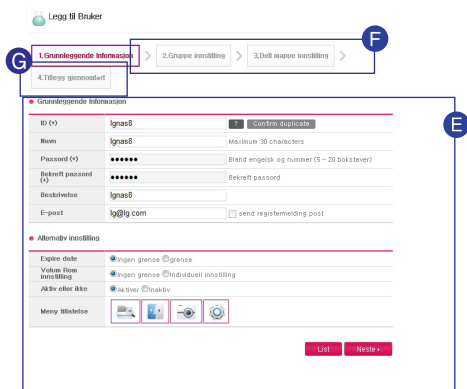 Legg til Bruker
F
1.Grunnleggende Informasjon
2.Gruppe innstilling
3.Delt mappe innstilling
G
4.Tillegg gjennomført
Grunnleggende Informasjon
E
ID (*) Ignas8 ? Confirm duplicate
Navn Ignas8 Maximum 30 characters
Passord (*) ●●●●●● Bland engelsk og nummer (5 - 20 bokstaver)
Bekreft passord (*) ●●●●●● Bekreft passord
Beskrivelse Ignas8
E-post lg@lg.com send registermelding post
Alternativ innstilling
Expire date Ingen grense grense
Volum Rom innstilling Ingen grense Individuell innstilling
Aktiv eller ikke Aktiver Inaktiv
Meny tillatelse
List Neste